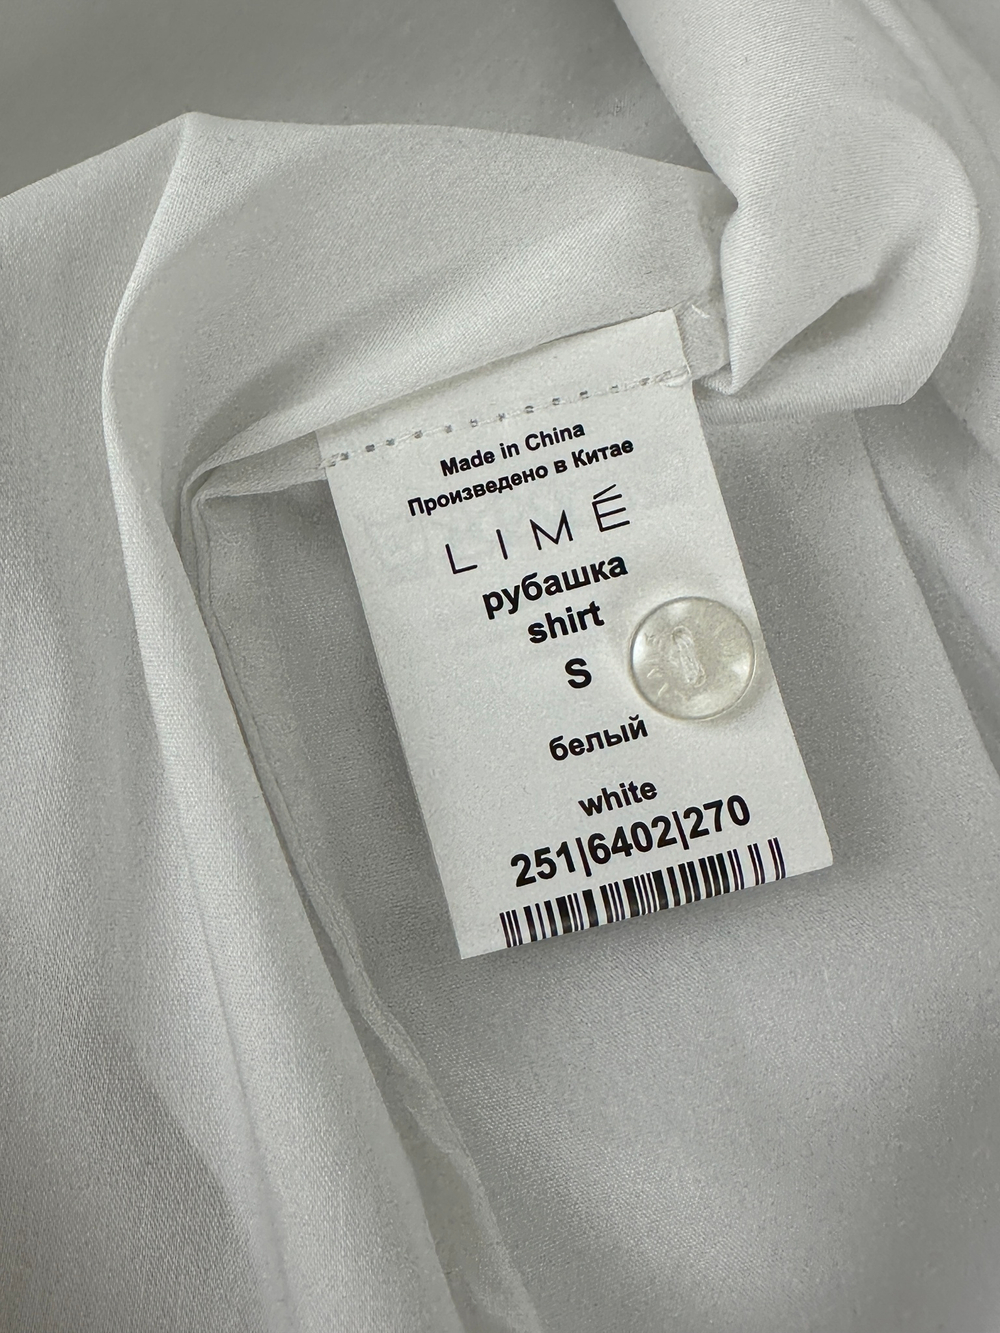 Made in China
Произведено в Китае
LIMÉ
рубашка
shirt
S
белый
white
251|6402|270